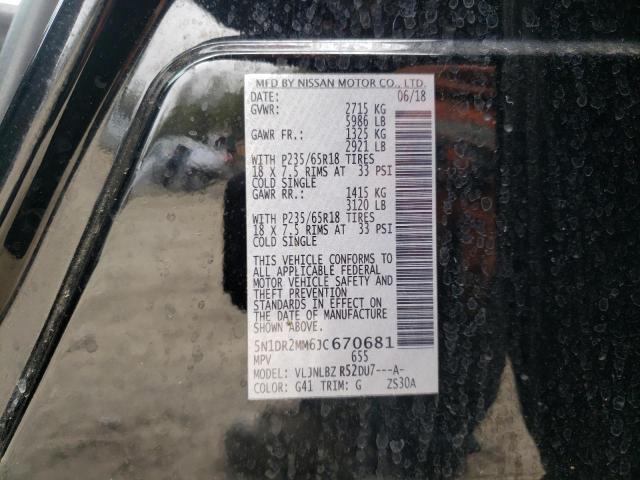 MFD BY NISSAN MOTOR CO., LTD.
DATE: 06/18
GVWR: 2715 KG
5986 LB
GAWR FR.: 1325 KG
2921 LB
WITH P235/65R18 TIRES
18 X 7.5 RIMS AT 33 PSI
COLD SINGLE
GAWR RR.: 1415 KG
3120 LB
WITH P235/65R18 TIRES
18 X 7.5 RIMS AT 33 PSI
COLD SINGLE
THIS VEHICLE CONFORMS TO
ALL APPLICABLE FEDERAL
MOTOR VEHICLE SAFETY AND
THEFT PREVENTION
STANDARDS IN EFFECT ON
THE DATE OF MANUFACTURE
SHOWN ABOVE.
5N1DR2MM6JC670681
MPV 655
MODEL: VLJNLBZ R52DU7---A-
COLOR: G41 TRIM: G ZS30A